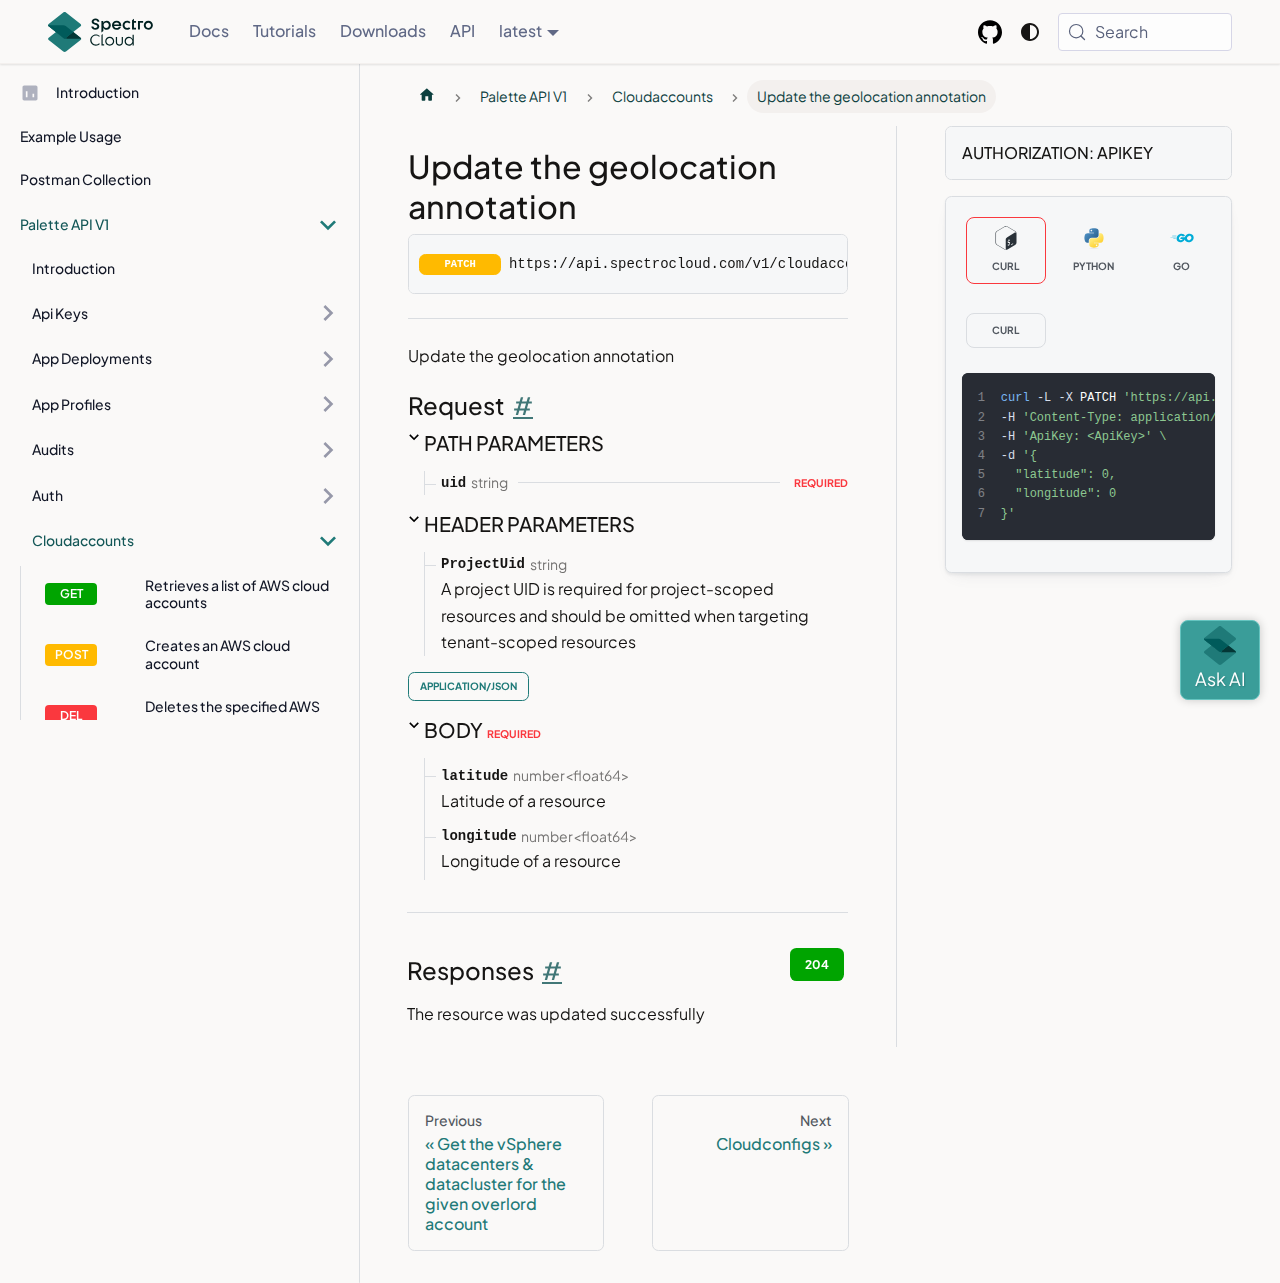 Spectro
Cloud
Docs
Tutorials
Downloads
API
latest
Search
Introduction
Example Usage
Postman Collection
Palette API V1
Introduction
Api Keys
App Deployments
App Profiles
Audits
Auth
Cloudaccounts
GET
Retrieves a list of AWS cloud
accounts
POST
Creates an AWS cloud
account
DEL
Deletes the specified AWS
Palette API V1
Cloudaccounts
Update the geolocation annotation
Update the geolocation
annotation
PATCH https://api.spectrocloud.com/v1/cloudacco
Update the geolocation annotation
Request #
PATH PARAMETERS
uid string REQUIRED
HEADER PARAMETERS
ProjectUid string
A project UID is required for project-scoped
resources and should be omitted when targeting
tenant-scoped resources
APPLICATION/JSON
BODY REQUIRED
latitude number<float64>
Latitude of a resource
longitude number<float64>
Longitude of a resource
Responses #
204
The resource was updated successfully
Previous
« Get the vSphere
datacenters &
datacluster for the
given overlord
account
Next
Cloudconfigs »
AUTHORIZATION: APIKEY
CURL
PYTHON
GO
CURL
1 curl -L -X PATCH 'https://api.
2 -H 'Content-Type: application/
3 -H 'ApiKey: <ApiKey>' \
4 -d '{
5 "latitude": 0,
6 "longitude": 0
7 }'
Ask AI